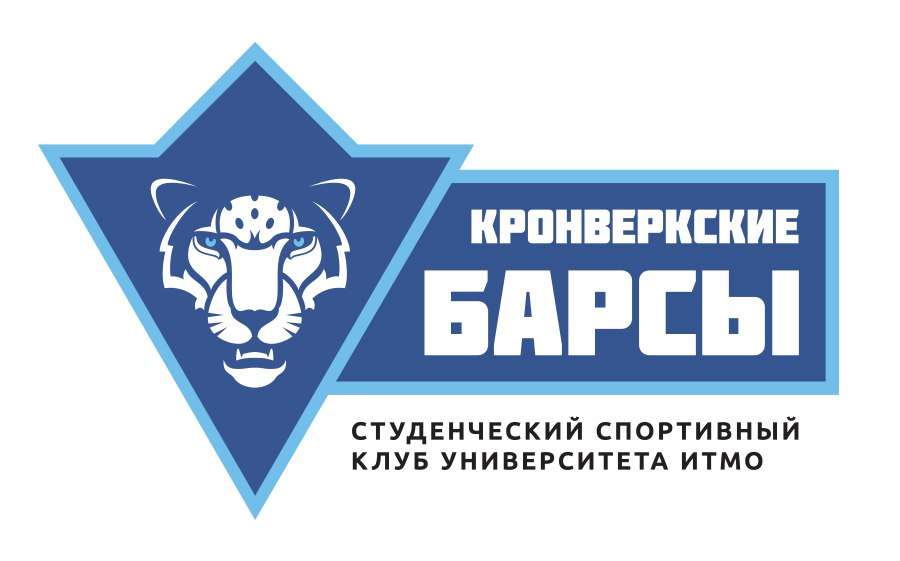 КРОНВЕРКСКИЕ
БАРСЫ
СТУДЕНЧЕСКИЙ СПОРТИВНЫЙ
КЛУБ УНИВЕРСИТЕТА ИТМО